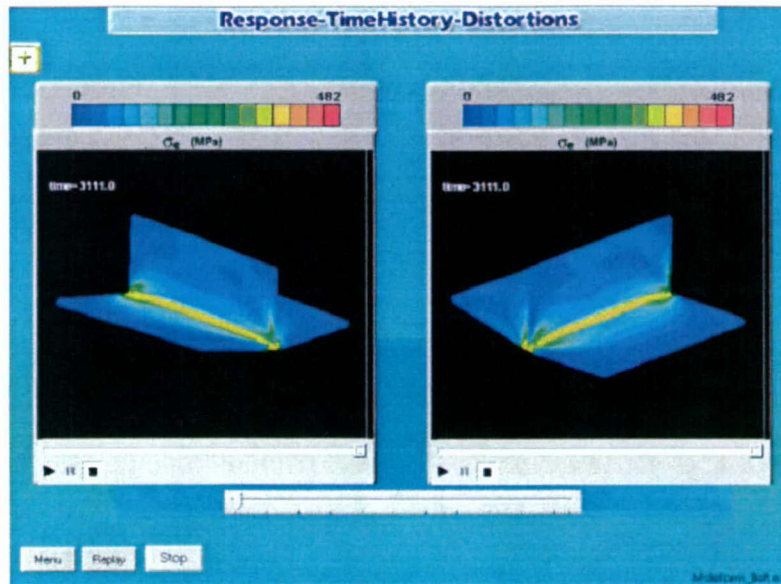 Response-TimeHistory-Distortions
0 482
σe (MPa)
time=3111.0
0 482
σe (MPa)
time=3111.0
Menu Replay Stop